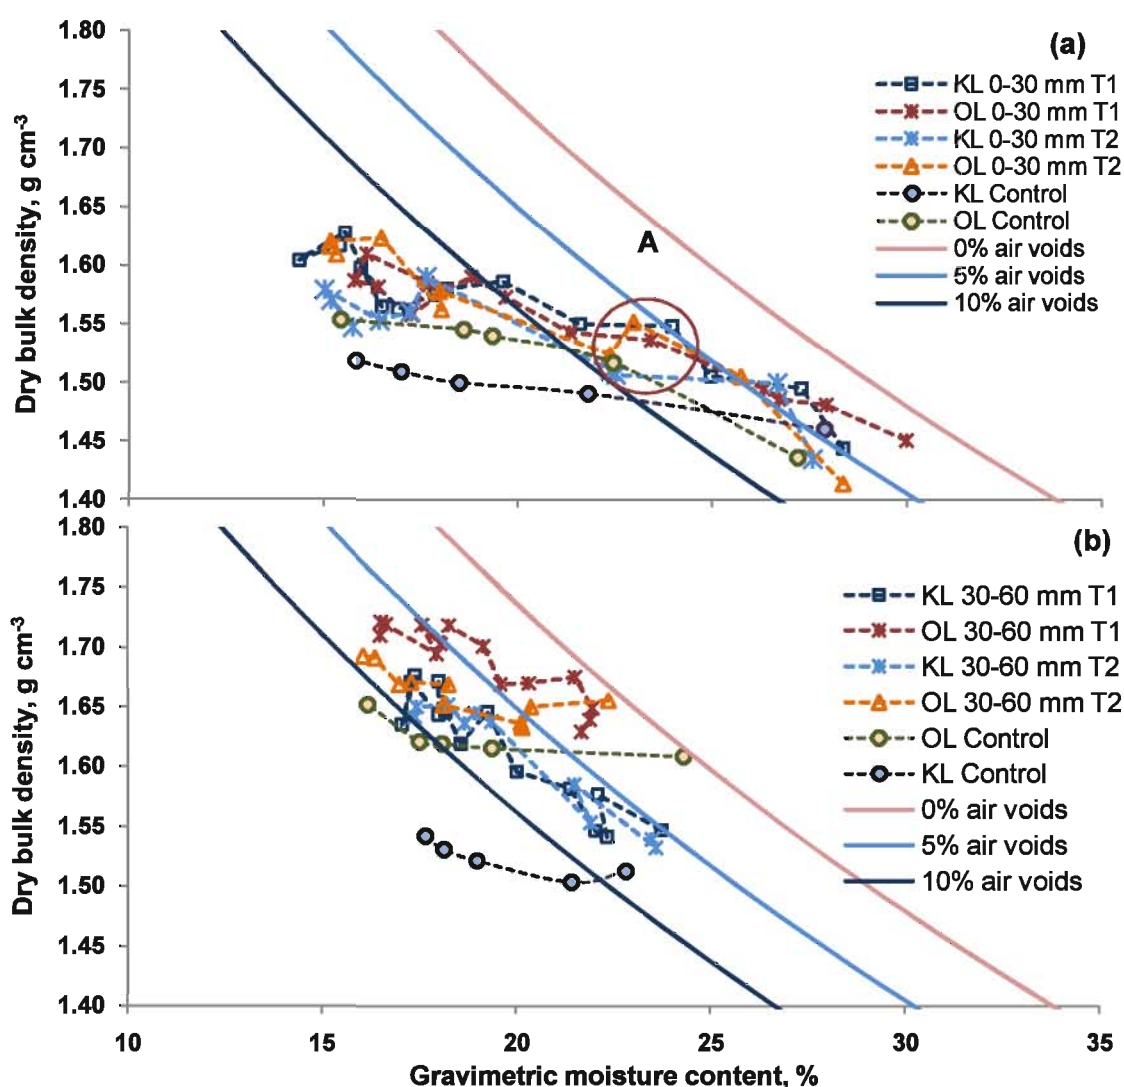 (a)
1.80
1.75
1.70
1.65
1.60
1.55
1.50
1.45
1.40
Dry bulk density, g cm-3
A
KL 0-30 mm T1
OL 0-30 mm T1
KL 0-30 mm T2
OL 0-30 mm T2
KL Control
OL Control
0% air voids
5% air voids
10% air voids
(b)
1.80
1.75
1.70
1.65
1.60
1.55
1.50
1.45
1.40
Dry bulk density, g cm-3
KL 30-60 mm T1
OL 30-60 mm T1
KL 30-60 mm T2
OL 30-60 mm T2
OL Control
KL Control
0% air voids
5% air voids
10% air voids
10 15 20 25 30 35
Gravimetric moisture content, %